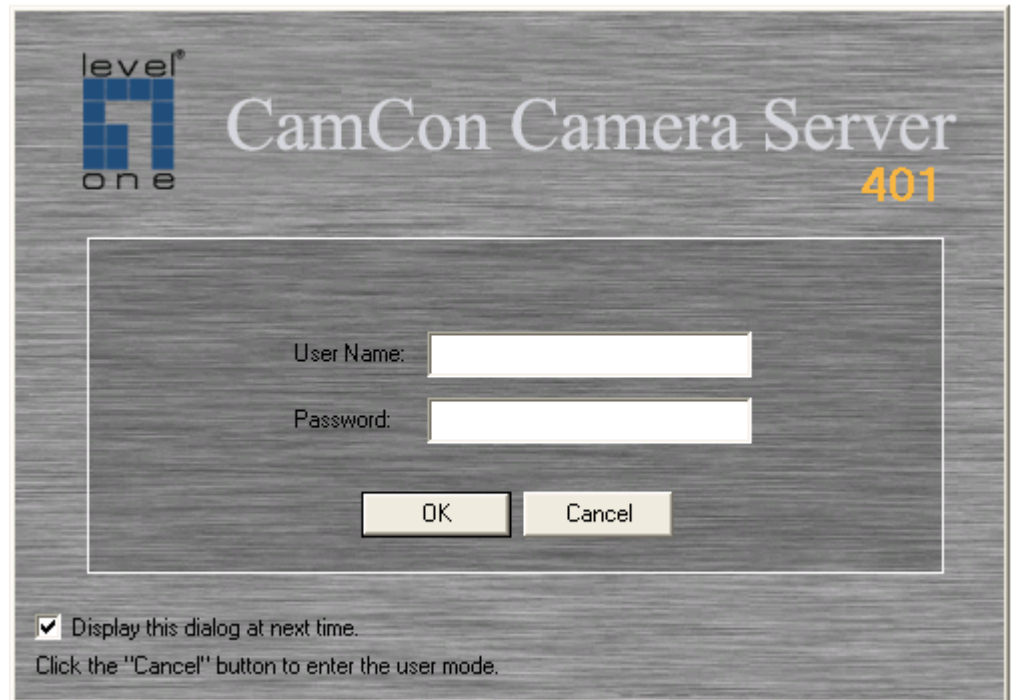 level®
one
CamCon Camera Server
401
User Name:
Password:
OK Cancel
Display this dialog at next time.
Click the "Cancel" button to enter the user mode.